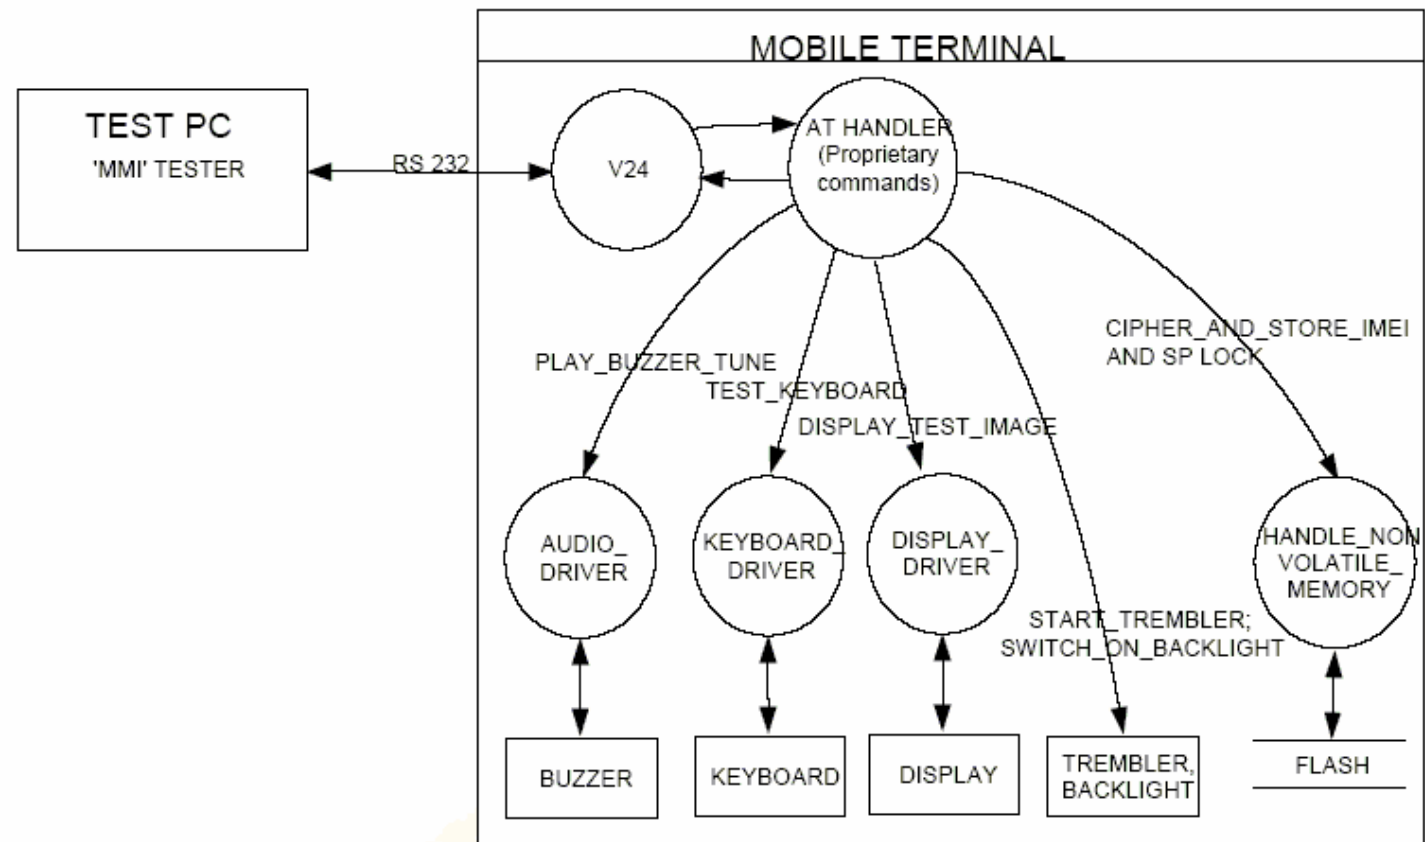 MOBILE TERMINAL
TEST PC
'MMI' TESTER
RS 232
V24
AT HANDLER
(Proprietary
commands)
CIPHER_AND_STORE_IMEI
AND SP LOCK
PLAY_BUZZER_TUNE
TEST_KEYBOARD
DISPLAY_TEST_IMAGE
AUDIO_
DRIVER
KEYBOARD_
DRIVER
DISPLAY_
DRIVER
HANDLE_NON
VOLATILE_
MEMORY
START_TREMBLER;
SWITCH_ON_BACKLIGHT
BUZZER
KEYBOARD
DISPLAY
TREMBLER,
BACKLIGHT
FLASH